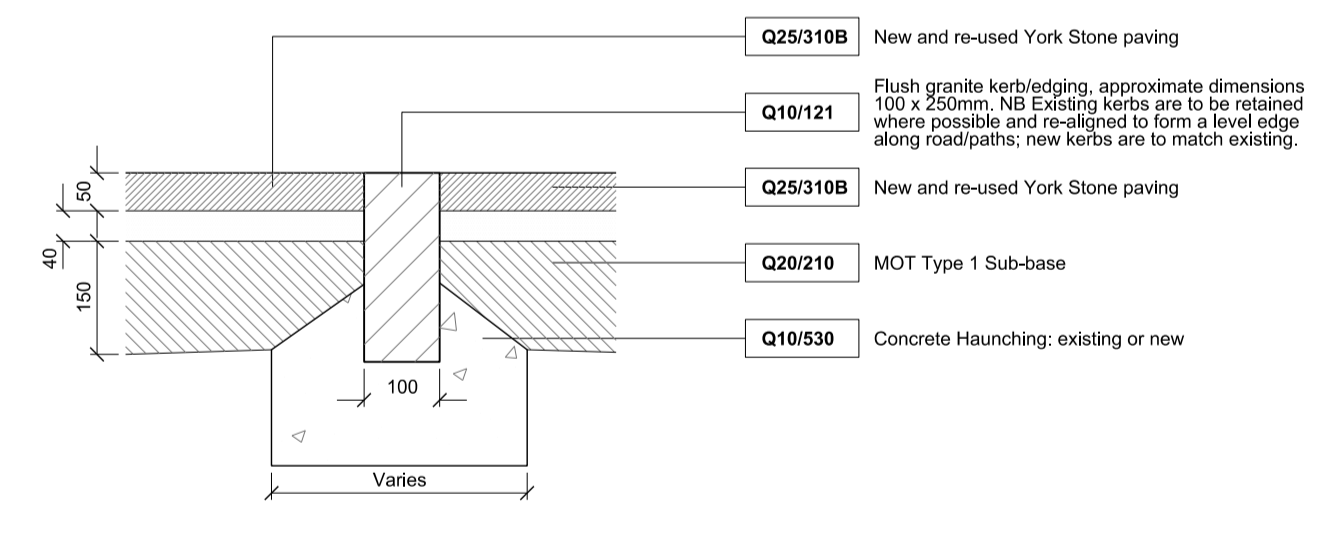 Q25/310B New and re-used York Stone paving
Q10/121 Flush granite kerb/edging, approximate dimensions
100 x 250mm. NB Existing kerbs are to be retained
where possible and re-aligned to form a level edge
along road/paths; new kerbs are to match existing.
Q25/310B New and re-used York Stone paving
50
40
Q20/210 MOT Type 1 Sub-base
150
Q10/530 Concrete Haunching: existing or new
100
Varies